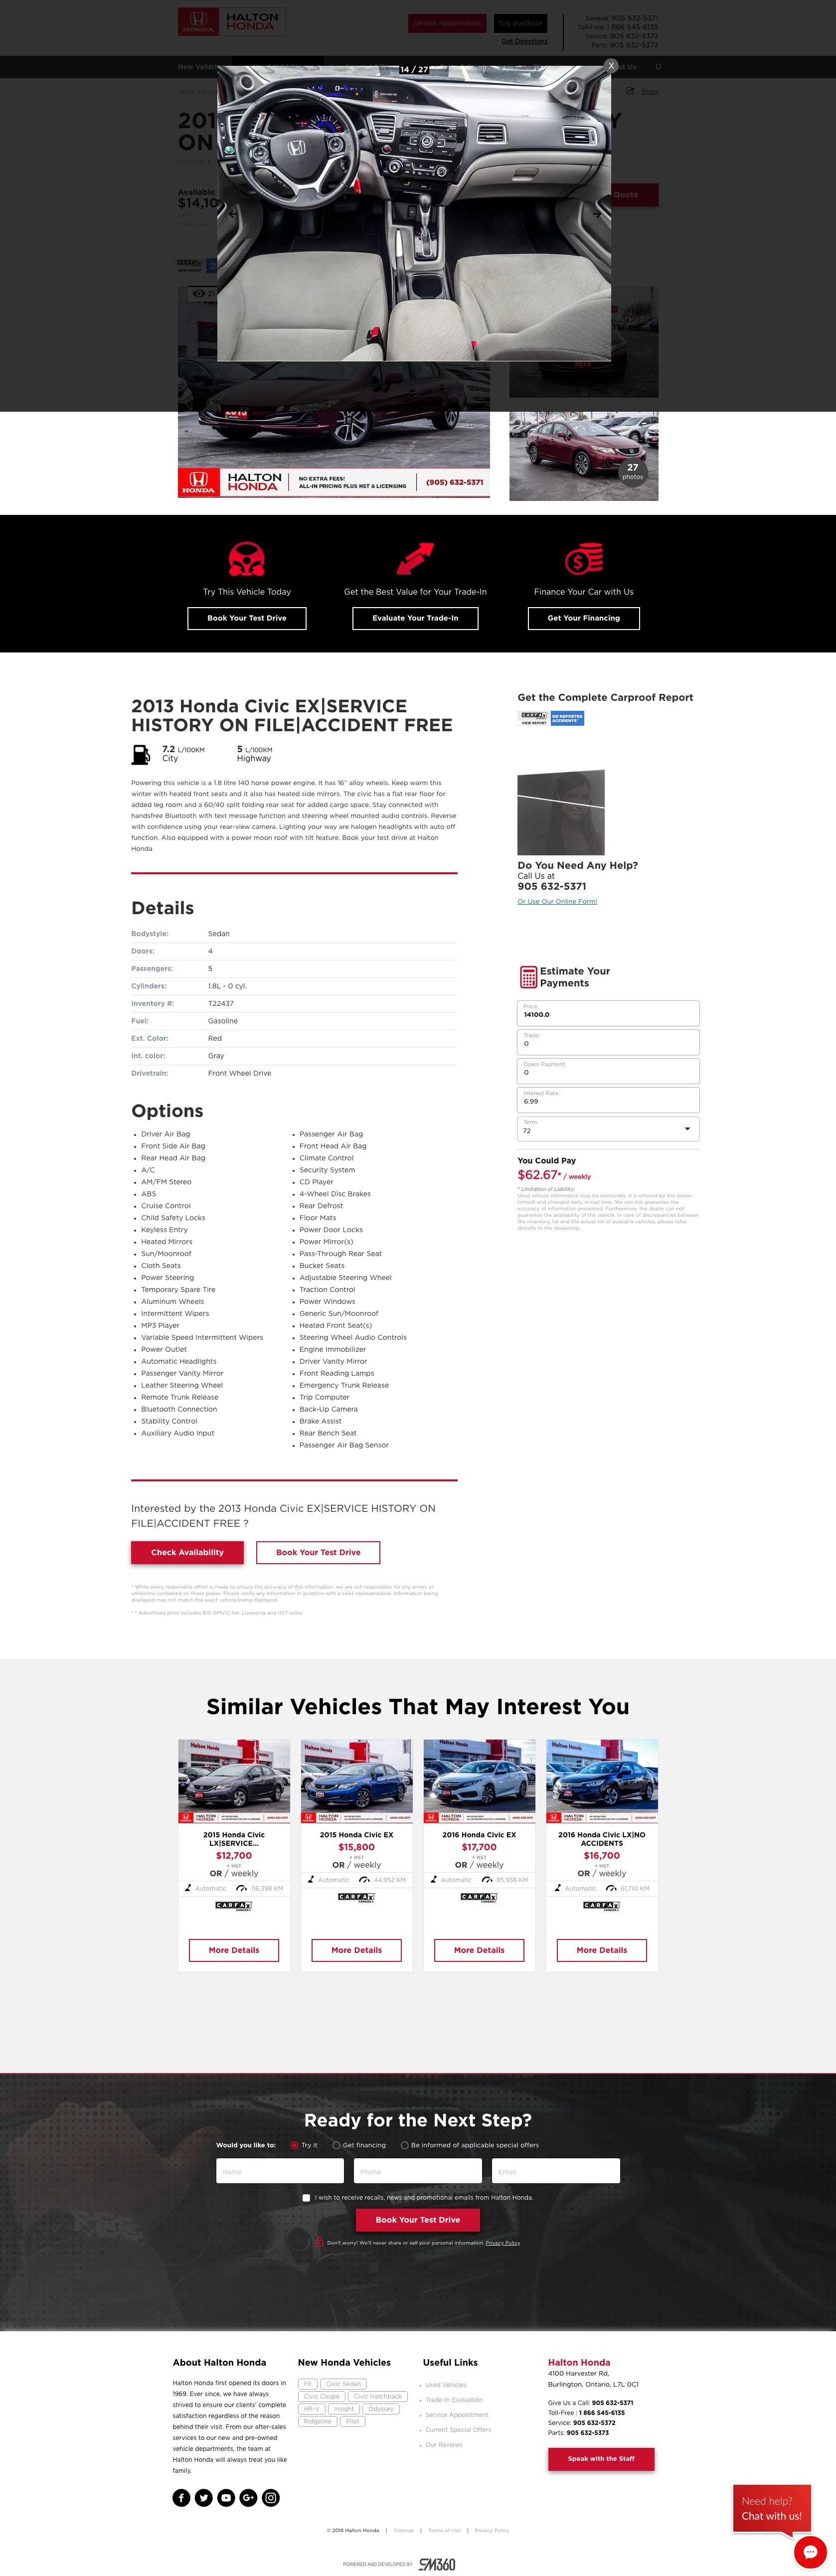 HONDA
HALTON
HONDA
Service Appointment
Tire purchase
Get Directions
General: 905 632-5371
Toll-Free: 1 866 545-6135
Service: 905 632-5372
Parts: 905 632-5373
14 / 27
X
Share
ON
Available
Quote
27
photos
HONDA
HALTON
HONDA
NO EXTRA FEES!
ALL-IN PRICING PLUS HST & LICENSING
(905) 632-5371
Try This Vehicle Today
Get the Best Value for Your Trade-In
Finance Your Car with Us
Book Your Test Drive
Evaluate Your Trade-In
Get Your Financing
2013 Honda Civic EX|SERVICE
HISTORY ON FILE|ACCIDENT FREE
7.2 L/100KM
City
5 L/100KM
Highway
Powering this vehicle is a 1.8 litre 140 horse power engine. It has 16" alloy wheels. Keep warm this
winter with heated front seats and it also has heated side mirrors. The civic has a flat rear floor for
added leg room and a 60/40 split folding rear seat for added cargo space. Stay connected with
handsfree Bluetooth with text message function and steering wheel mounted audio controls. Reverse
with confidence using your rear-view camera. Lighting your way are halogen headlights with auto off
function. Also equipped with a power moon roof with tilt feature. Book your test drive at Halton
Honda
Get the Complete Carproof Report
CARFAX
VIEW REPORT
NO REPORTED
ACCIDENTS
Do You Need Any Help?
Call Us at
905 632-5371
Or Use Our Online Form!
Details
Bodystyle: Sedan
Doors: 4
Passengers: 5
Cylinders: 1.8L - 0 cyl.
Inventory #: T22437
Fuel: Gasoline
Ext. Color: Red
Int. color: Gray
Drivetrain: Front Wheel Drive
Estimate Your
Payments
Price:
14100.0
Trade:
0
Down Payment:
0
Interest Rate:
6.99
Term
72
You Could Pay
$62.67* / weekly
* Limitation of Liability:
Used vehicle information may be inaccurate. It is entered by the dealer
himself and changed daily, in real time. We can not guarantee the
accuracy of information presented. Furthermore, the dealer can not
guarantee the availability of the vehicle. In case of discrepancies between
the inventory list and the actual list of available vehicles, please refer
directly to the dealership.
Options
Driver Air Bag
Front Side Air Bag
Rear Head Air Bag
A/C
AM/FM Stereo
ABS
Cruise Control
Child Safety Locks
Keyless Entry
Heated Mirrors
Sun/Moonroof
Cloth Seats
Power Steering
Temporary Spare Tire
Aluminum Wheels
Intermittent Wipers
MP3 Player
Variable Speed Intermittent Wipers
Power Outlet
Automatic Headlights
Passenger Vanity Mirror
Leather Steering Wheel
Remote Trunk Release
Bluetooth Connection
Stability Control
Auxiliary Audio Input
Passenger Air Bag
Front Head Air Bag
Climate Control
Security System
CD Player
4-Wheel Disc Brakes
Rear Defrost
Floor Mats
Power Door Locks
Power Mirror(s)
Pass-Through Rear Seat
Bucket Seats
Adjustable Steering Wheel
Traction Control
Power Windows
Generic Sun/Moonroof
Heated Front Seat(s)
Steering Wheel Audio Controls
Engine Immobilizer
Driver Vanity Mirror
Front Reading Lamps
Emergency Trunk Release
Trip Computer
Back-Up Camera
Brake Assist
Rear Bench Seat
Passenger Air Bag Sensor
Interested by the 2013 Honda Civic EX|SERVICE HISTORY ON
FILE|ACCIDENT FREE ?
Check Availability
Book Your Test Drive
* While every reasonable effort is made to ensure the accuracy of this information, we are not responsible for any errors or
omissions contained on these pages. Please verify any information in question with a sales representative. Information being
displayed may not match the exact vehicle being displayed.
* * Advertised price includes $10 OMVIC fee. Licencing and HST extra.
Similar Vehicles That May Interest You
2015 Honda Civic
LX|SERVICE...
$12,700
+ HST
OR / weekly
Automatic 116,398 KM
CARFAX
More Details
2015 Honda Civic EX
$15,800
+ HST
OR / weekly
Automatic 44,952 KM
CARFAX
More Details
2016 Honda Civic EX
$17,700
+ HST
OR / weekly
Automatic 85,936 KM
CARFAX
More Details
2016 Honda Civic LX|NO
ACCIDENTS
$16,700
+ HST
OR / weekly
Automatic 61,710 KM
CARFAX
More Details
Ready for the Next Step?
Would you like to: Try it Get financing Be informed of applicable special offers
Name
Phone
Email
I wish to receive recalls, news and promotional emails from Halton Honda.
Book Your Test Drive
Don't worry! We'll never share or sell your personal information. Privacy Policy
About Halton Honda
Halton Honda first opened its doors in
1969. Ever since, we have always
strived to ensure our clients' complete
satisfaction regardless of the reason
behind their visit. From our after-sales
services to our new and pre-owned
vehicle departments, the team at
Halton Honda will always treat you like
family.
New Honda Vehicles
Fit
Civic Sedan
Civic Coupe
Civic Hatchback
HR-V
Insight
Odyssey
Ridgeline
Pilot
Useful Links
Used Vehicles
Trade-In Evaluation
Service Appointment
Current Special Offers
Our Reviews
Halton Honda
4100 Harvester Rd,
Burlington, Ontario, L7L 0C1
Give Us a Call: 905 632-5371
Toll-Free : 1 866 545-6135
Service: 905 632-5372
Parts: 905 632-5373
Speak with the Staff
Need help?
Chat with us!
© 2018 Halton Honda | Sitemap | Terms of Use | Privacy Policy
POWERED AND DEVELOPED BY SM360